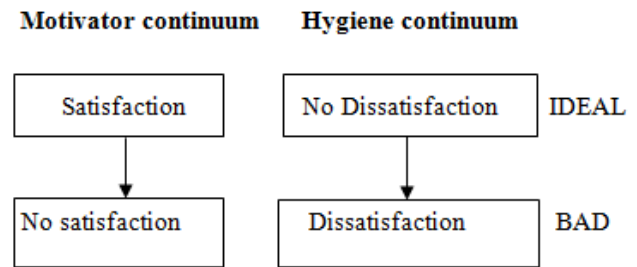 Motivator continuum Hygiene continuum
Satisfaction No Dissatisfaction IDEAL
No satisfaction Dissatisfaction BAD